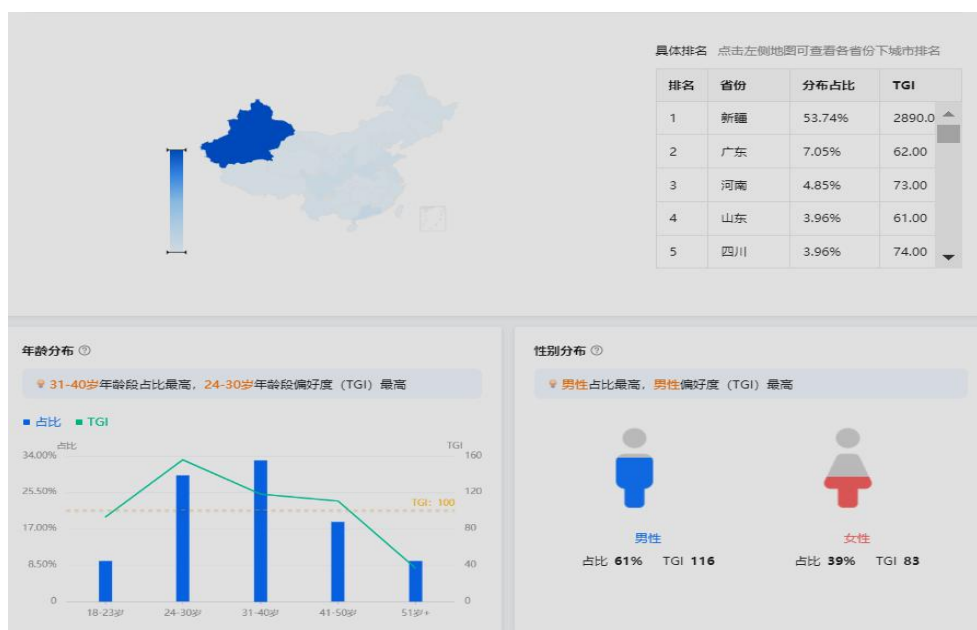 具体排名 点击左侧地图可查看各省份下城市排名
排名 省份 分布占比 TGI
1 新疆 53.74% 2890.0
2 广东 7.05% 62.00
3 河南 4.85% 73.00
4 山东 3.96% 61.00
5 四川 3.96% 74.00
年龄分布 ?
31-40岁年龄段占比最高，24-30岁年龄段偏好度（TGI）最高
占比 TGI
占比 TGI
34.00% 160
25.50% 120
TGI: 100
17.00% 80
8.50% 40
0 0
18-23岁 24-30岁 31-40岁 41-50岁 51岁+
性别分布 ?
男性占比最高，男性偏好度（TGI）最高
男性 女性
占比 61% TGI 116 占比 39% TGI 83